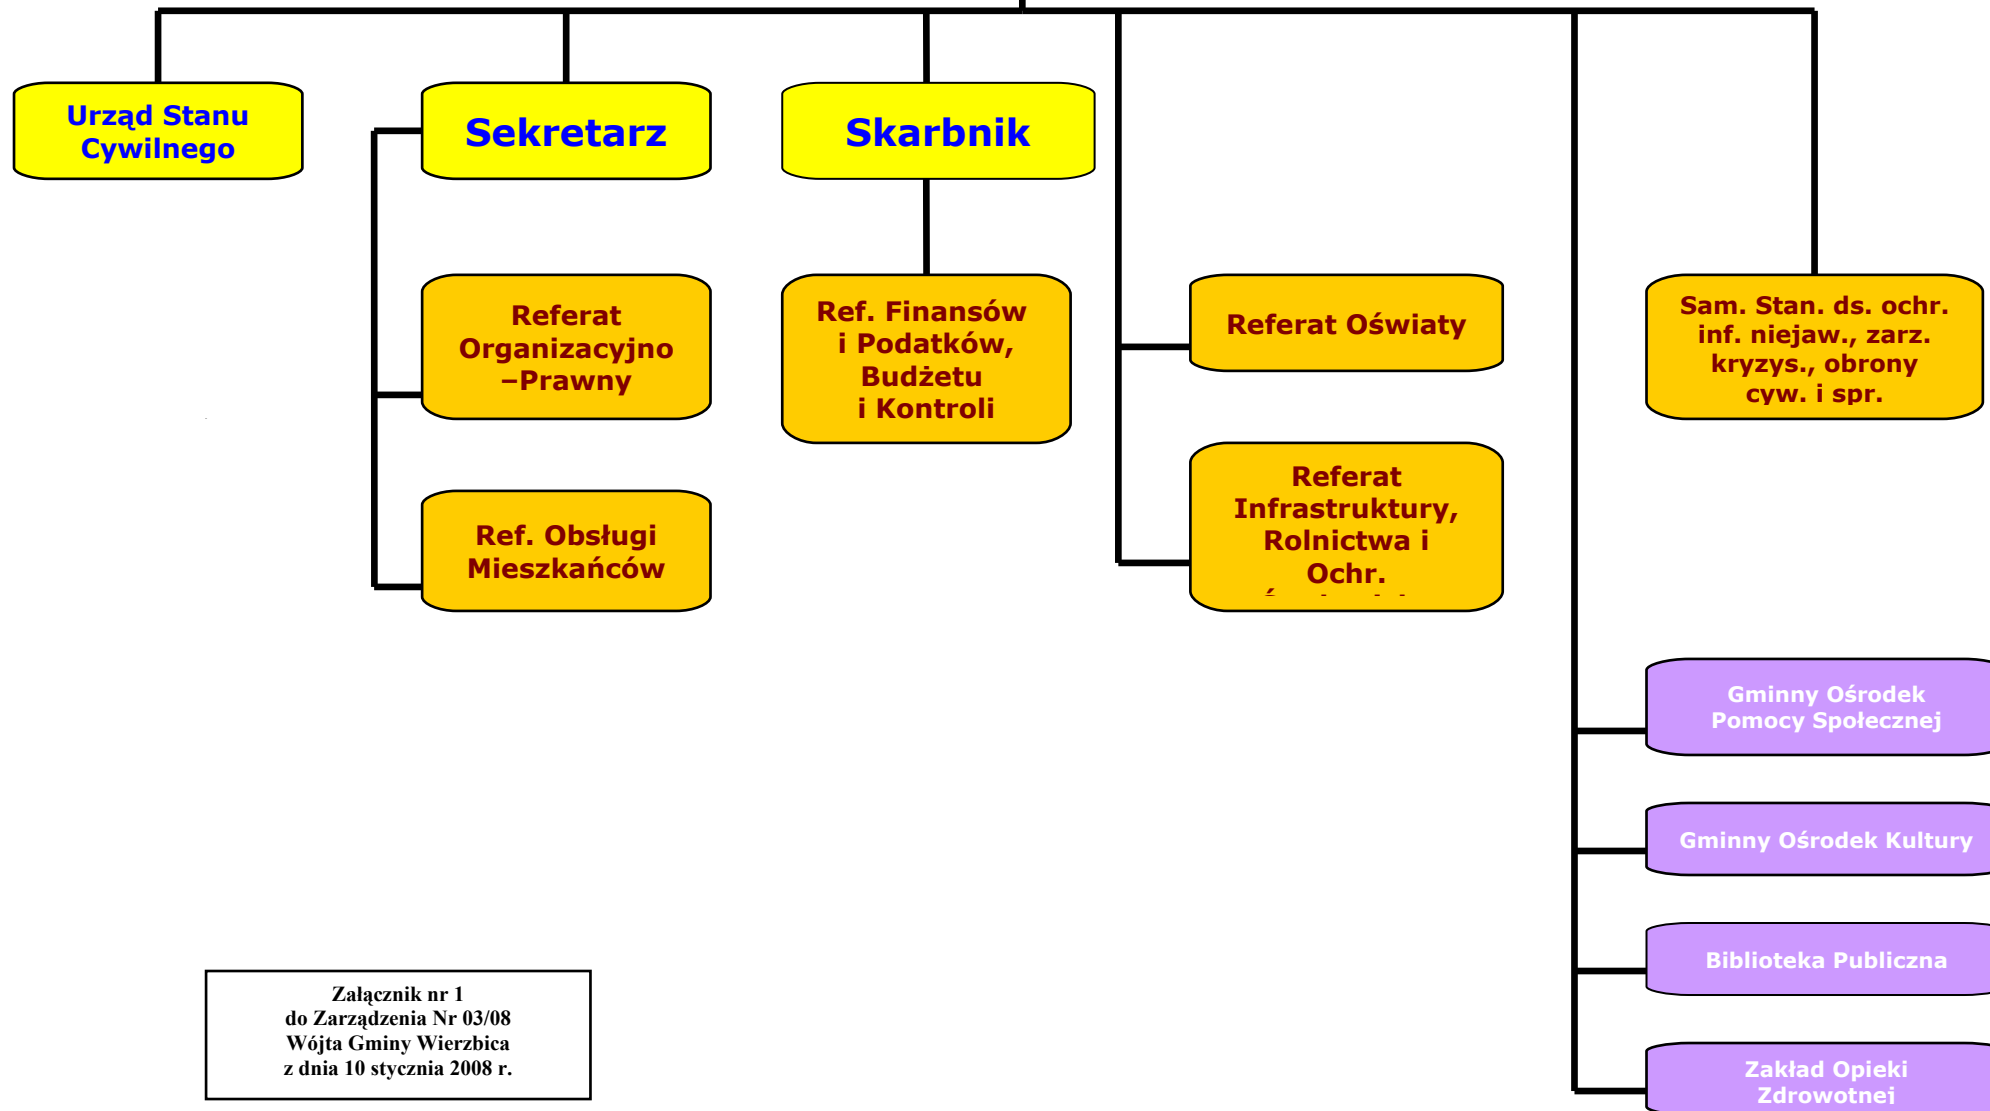 Urząd Stanu
Cywilnego
Sekretarz
Skarbnik
Referat
Organizacyjno
–Prawny
Ref. Finansów
i Podatków,
Budżetu
i Kontroli
Referat Oświaty
Sam. Stan. ds. ochr.
inf. niejaw., zarz.
kryzys., obrony
cyw. i spr.
Ref. Obsługi
Mieszkańców
Referat
Infrastruktury,
Rolnictwa i
Ochr.
Gminny Ośrodek
Pomocy Społecznej
Gminny Ośrodek Kultury
Biblioteka Publiczna
Zakład Opieki
Zdrowotnej
Załącznik nr 1
do Zarządzenia Nr 03/08
Wójta Gminy Wierzbica
z dnia 10 stycznia 2008 r.